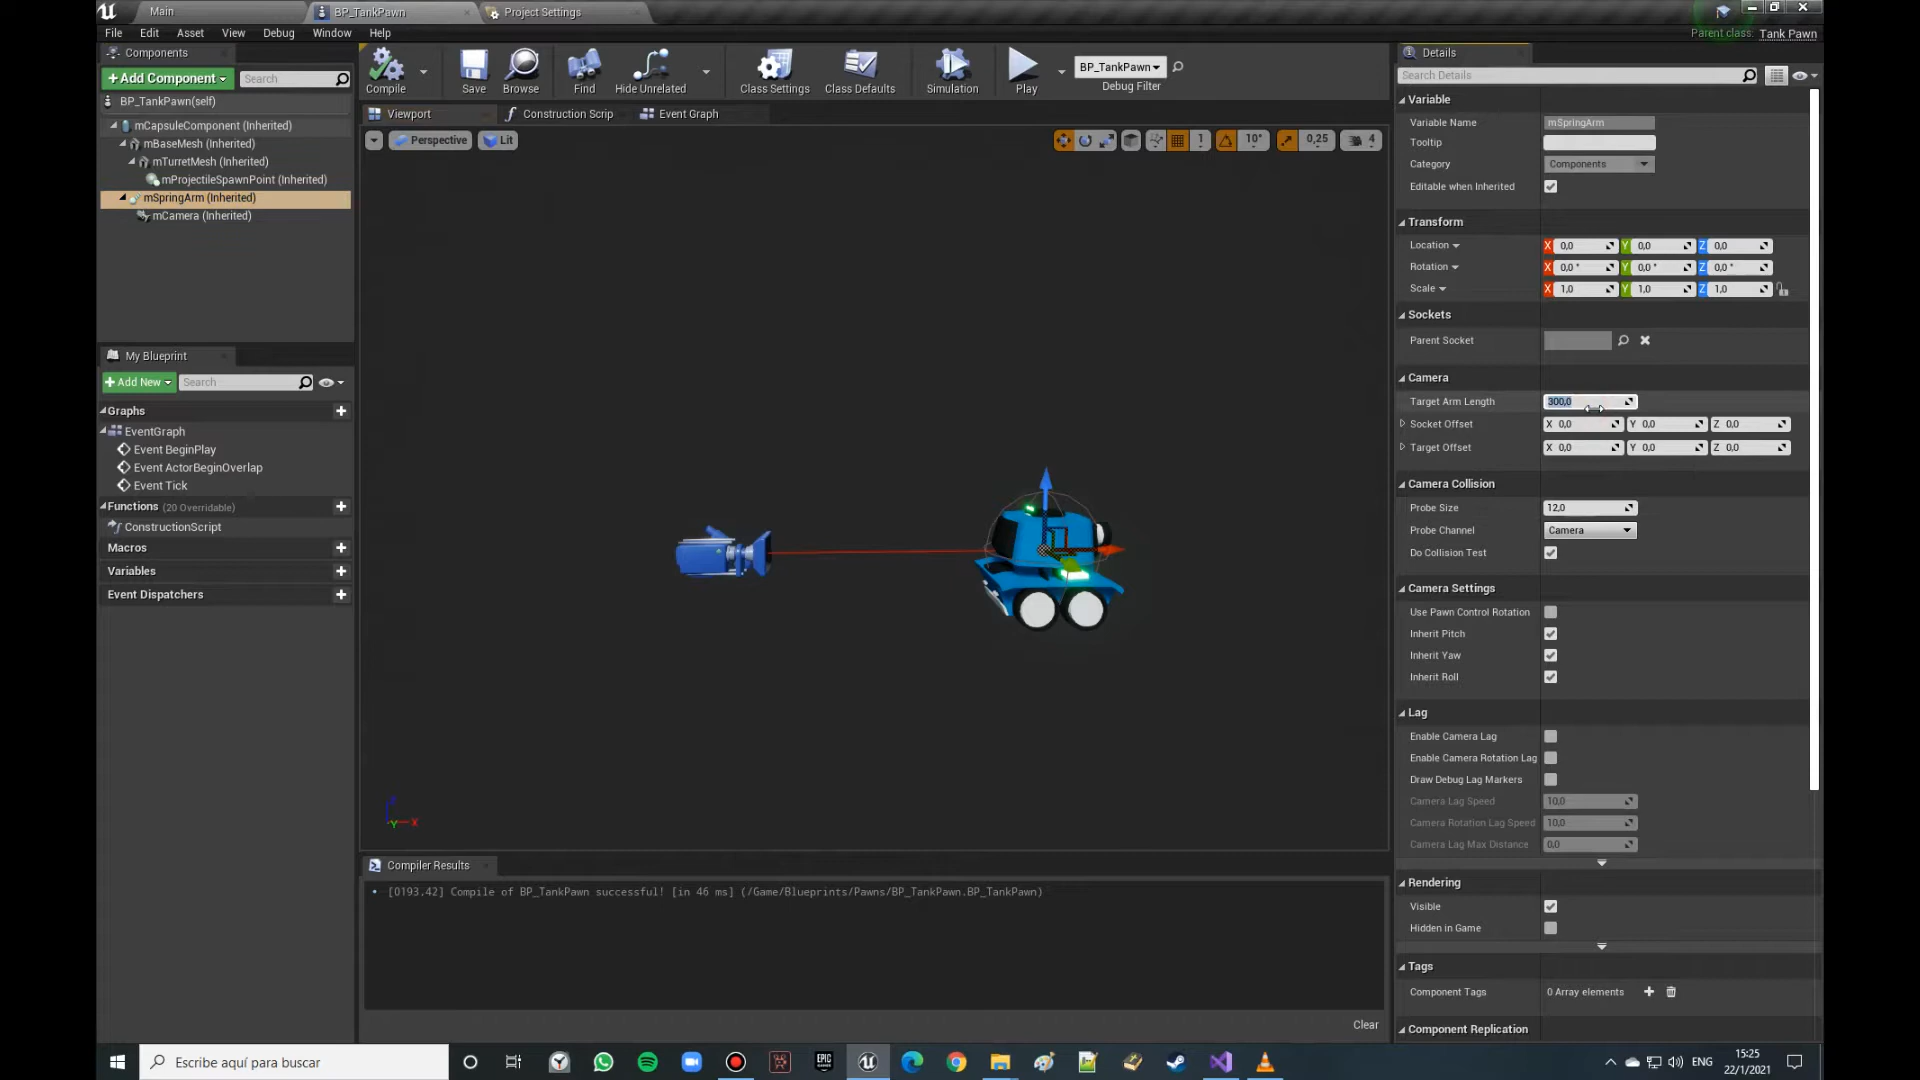 Main
BP_TankPawn
Project Settings
File Edit Asset View Debug Window Help
Parent class: Tank Pawn
Components
+Add Component
Search
BP_TankPawn(self)
mCapsuleComponent (Inherited)
mBaseMesh (Inherited)
mTurretMesh (Inherited)
mProjectileSpawnPoint (Inherited)
mSpringArm (Inherited)
mCamera (Inherited)
My Blueprint
+Add New
Search
Graphs
EventGraph
Event BeginPlay
Event ActorBeginOverlap
Event Tick
Functions (20 Overridable)
ConstructionScript
Macros
Variables
Event Dispatchers
Compile
Save
Browse
Find
Hide Unrelated
Class Settings
Class Defaults
Simulation
Play
BP_TankPawn
Debug Filter
Viewport
Construction Scrip
Event Graph
Perspective
Lit
1
10°
0,25
4
Z
Y
X
Compiler Results
[0193.42] Compile of BP_TankPawn successful! [in 46 ms] (/Game/Blueprints/Pawns/BP_TankPawn.BP_TankPawn)
Clear
Details
Search Details
Variable
Variable Name mSpringArm
Tooltip
Category Components
Editable when Inherited
Transform
Location X 0,0 Y 0,0 Z 0,0
Rotation X 0,0 ° Y 0,0 ° Z 0,0 °
Scale X 1,0 Y 1,0 Z 1,0
Sockets
Parent Socket
Camera
Target Arm Length 300,0
Socket Offset X 0,0 Y 0,0 Z 0,0
Target Offset X 0,0 Y 0,0 Z 0,0
Camera Collision
Probe Size 12,0
Probe Channel Camera
Do Collision Test
Camera Settings
Use Pawn Control Rotation
Inherit Pitch
Inherit Yaw
Inherit Roll
Lag
Enable Camera Lag
Enable Camera Rotation Lag
Draw Debug Lag Markers
Camera Lag Speed 10,0
Camera Rotation Lag Speed 10,0
Camera Lag Max Distance 0,0
Rendering
Visible
Hidden in Game
Tags
Component Tags 0 Array elements
Component Replication
Escribe aquí para buscar
EPIC GAMES
ENG
15:25
22/1/2021